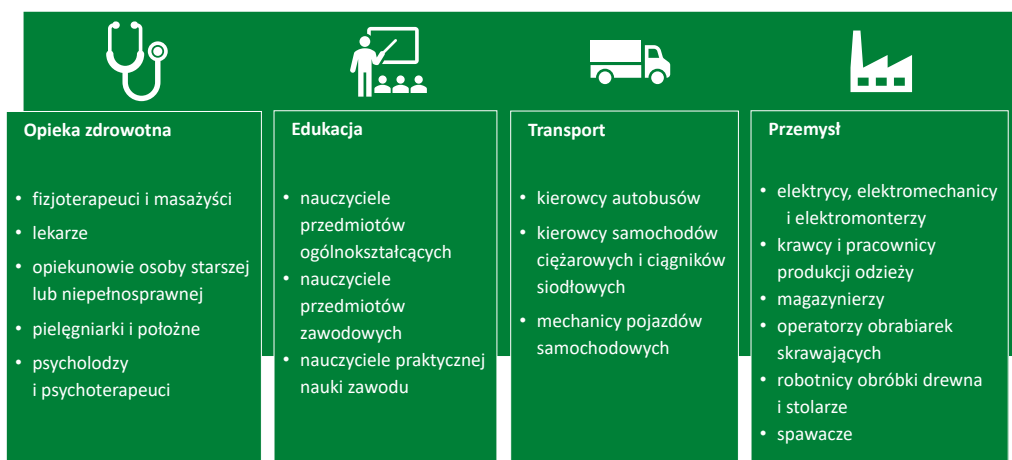 Opieka zdrowotna
• fizjoterapeuci i masażyści
• lekarze
• opiekunowie osoby starszej
lub niepełnosprawnej
• pielęgniarki i położne
• psycholodzy
i psychoterapeuci
Edukacja
• nauczyciele
przedmiotów
ogólnokształcących
• nauczyciele
przedmiotów
zawodowych
• nauczyciele praktycznej
nauki zawodu
Transport
• kierowcy autobusów
• kierowcy samochodów
ciężarowych i ciągników
siodłowych
• mechanicy pojazdów
samochodowych
Przemysł
• elektrycy, elektromechanicy
i elektromonterzy
• krawcy i pracownicy
produkcji odzieży
• magazynierzy
• operatorzy obrabiarek
skrawających
• robotnicy obróbki drewna
i stolarze
• spawacze